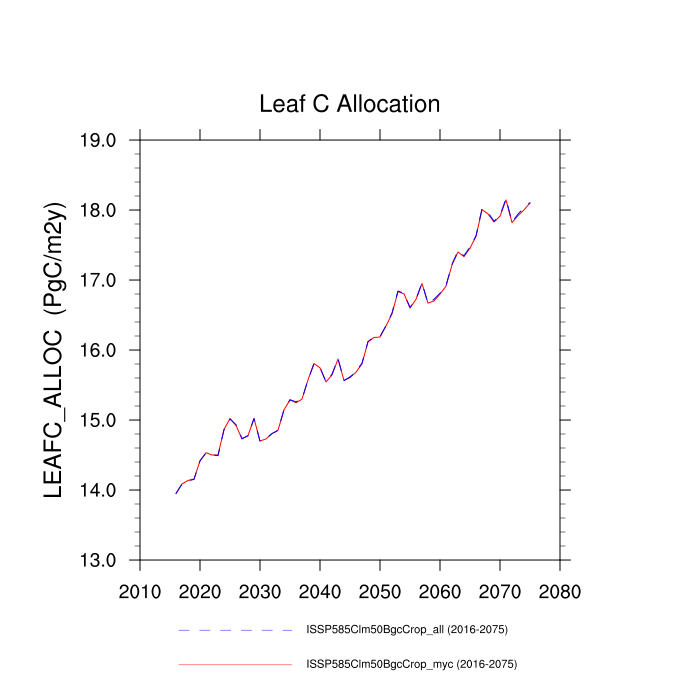 Leaf C Allocation
LEAFC_ALLOC (PgC/m2y)
19.0
18.0
17.0
16.0
15.0
14.0
13.0
2010 2020 2030 2040 2050 2060 2070 2080
ISSP585Clm50BgcCrop_all (2016-2075)
ISSP585Clm50BgcCrop_myc (2016-2075)